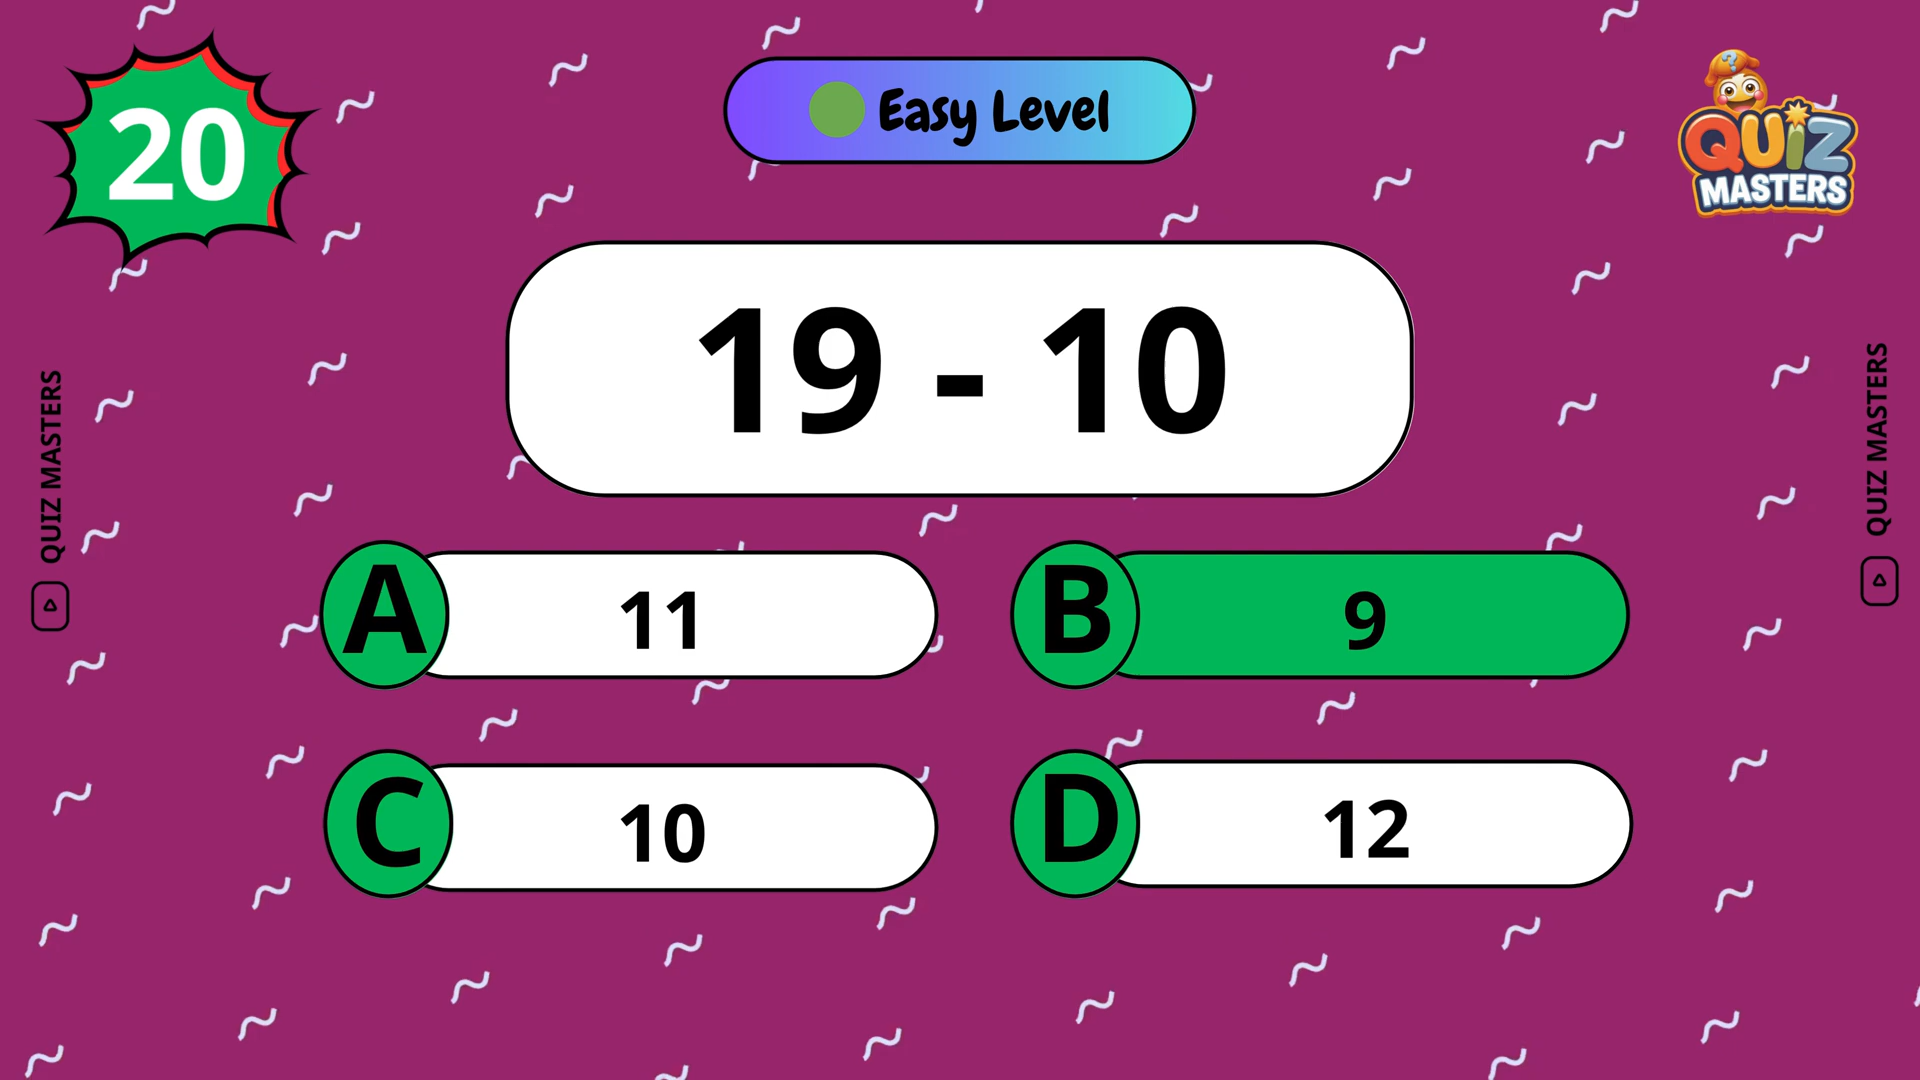 20
Easy Level
?
QUIZ
MASTERS
19 - 10
QUIZ MASTERS
QUIZ MASTERS
A 11
B 9
C 10
D 12